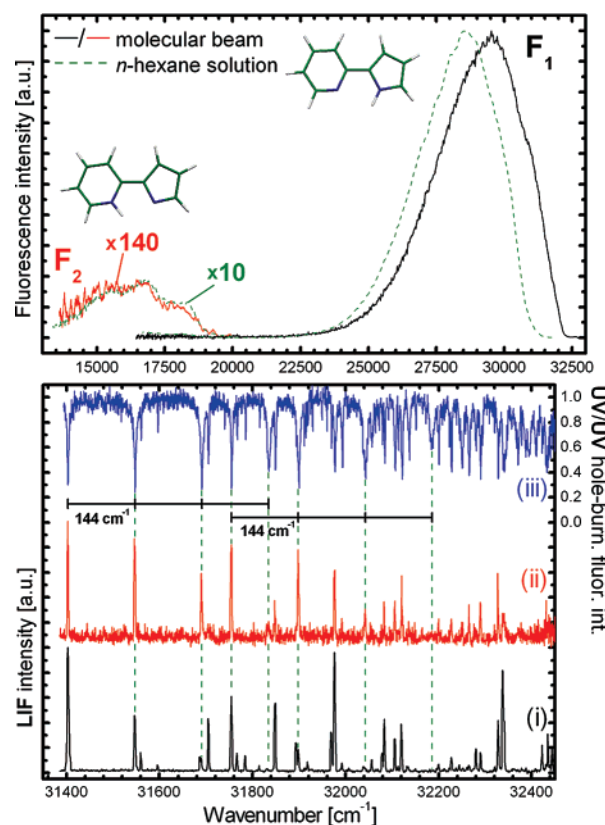 / molecular beam
n-hexane solution
F1
Fluorescence intensity [a.u.]
F2
x140
x10
15000 17500 20000 22500 25000 27500 30000 32500
1.0
0.8
0.6
0.4
0.2
0.0
UV/UV hole-burn. fluor. int.
(iii)
144 cm-1
144 cm-1
(ii)
LIF intensity [a.u.]
(i)
31400 31600 31800 32000 32200 32400
Wavenumber [cm-1]